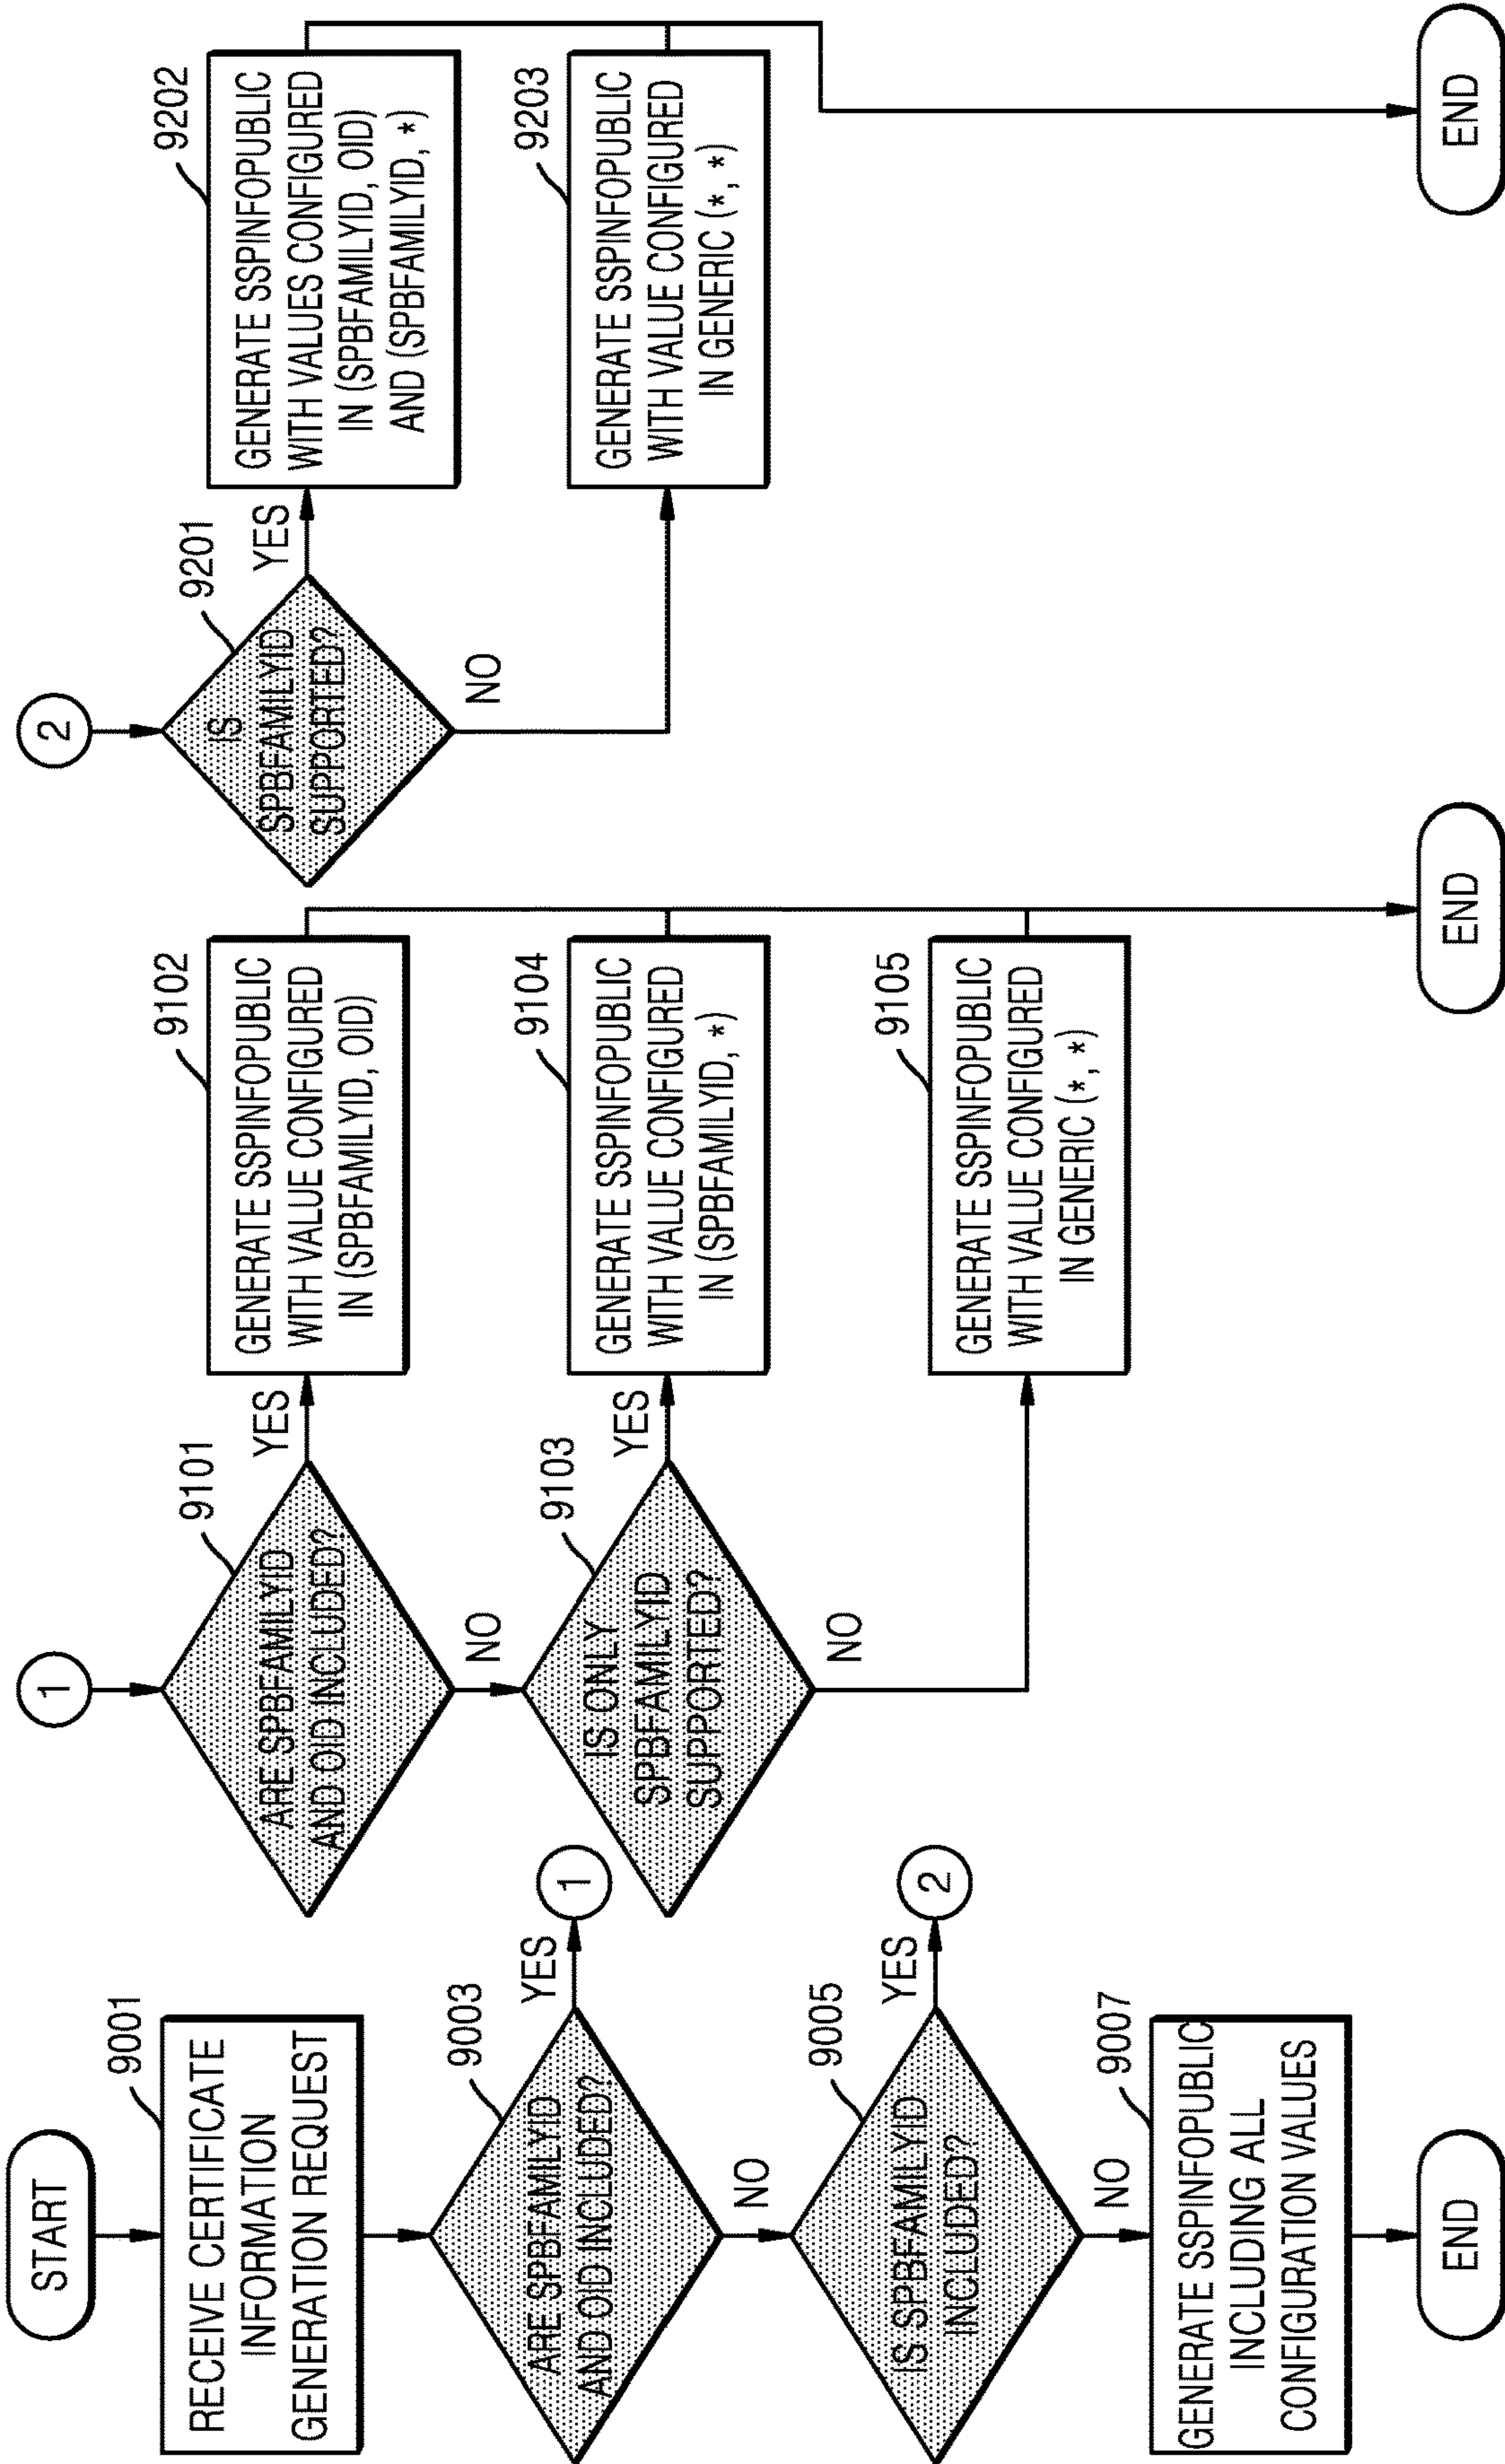 START
9001
RECEIVE CERTIFICATE
INFORMATION
GENERATION REQUEST
9003
ARE SPBFAMILYID
AND OID INCLUDED?
YES
1
NO
9005
IS SPBFAMILYID
INCLUDED?
YES
2
NO
9007
GENERATE SSPINFOPUBLIC
INCLUDING ALL
CONFIGURATION VALUES
END
1
9101
ARE SPBFAMILYID
AND OID INCLUDED?
YES
9102
GENERATE SSPINFOPUBLIC
WITH VALUE CONFIGURED
IN (SPBFAMILYID, OID)
NO
9103
IS ONLY
SPBFAMILYID
SUPPORTED?
YES
9104
GENERATE SSPINFOPUBLIC
WITH VALUE CONFIGURED
IN (SPBFAMILYID, *)
NO
9105
GENERATE SSPINFOPUBLIC
WITH VALUE CONFIGURED
IN GENERIC (*, *)
END
2
9201
IS
SPBFAMILYID
SUPPORTED?
YES
9202
GENERATE SSPINFOPUBLIC
WITH VALUES CONFIGURED
IN (SPBFAMILYID, OID)
AND (SPBFAMILYID, *)
NO
9203
GENERATE SSPINFOPUBLIC
WITH VALUE CONFIGURED
IN GENERIC (*, *)
END